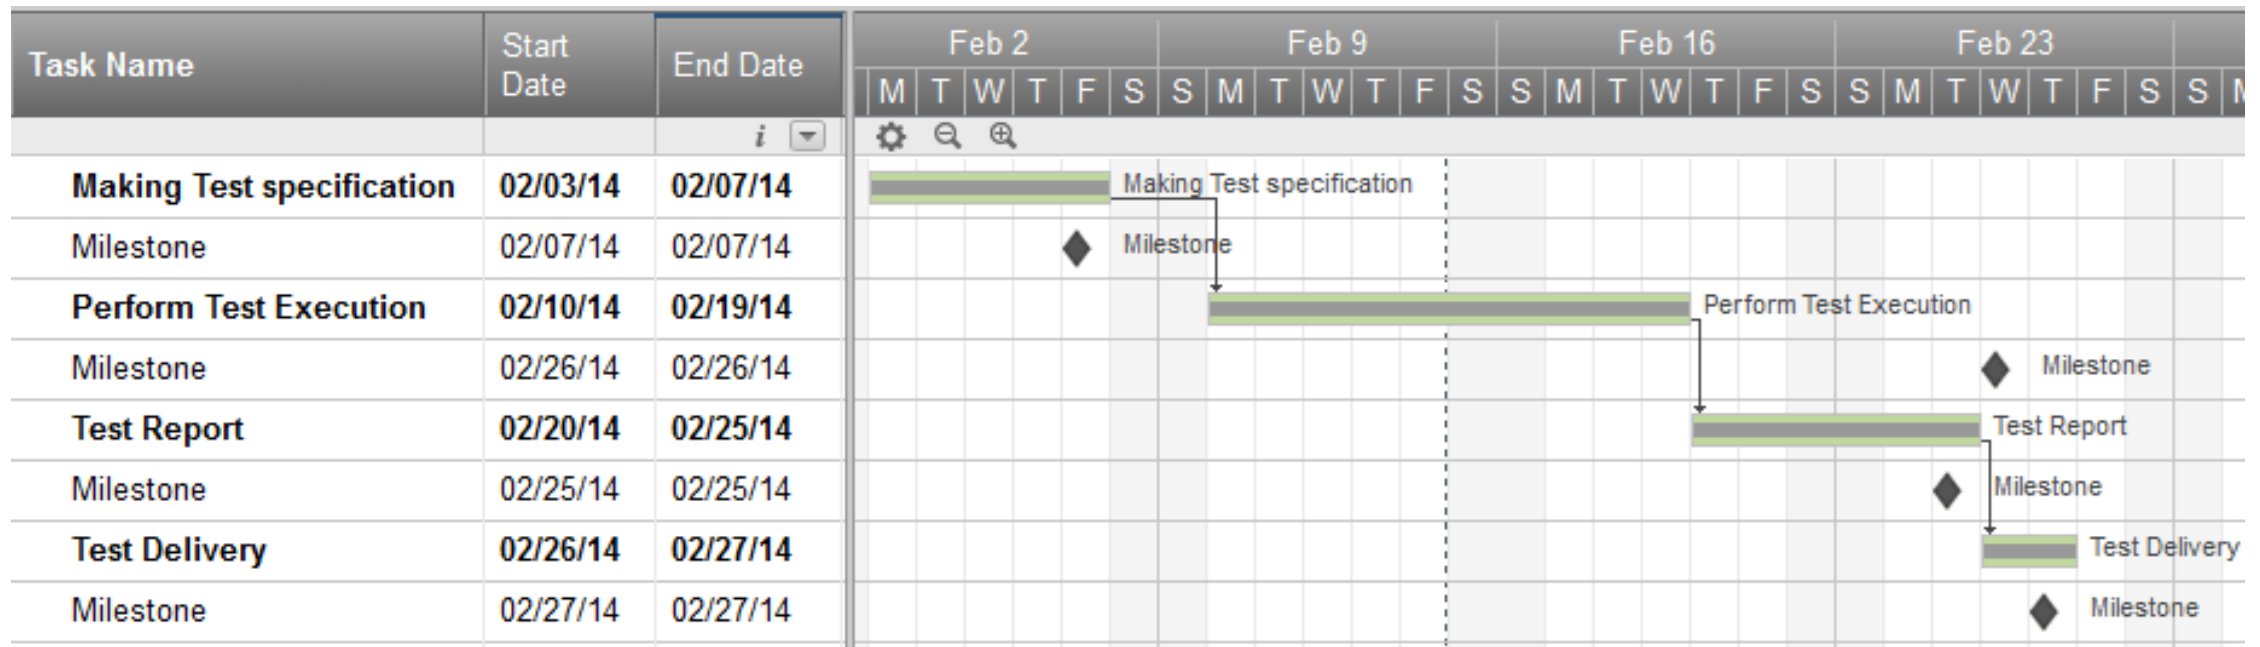 Task Name Start Date End Date Feb 2 Feb 9 Feb 16 Feb 23
M T W T F S S M T W T F S S M T W T F S S M T W T F S S
i
Making Test specification 02/03/14 02/07/14 Making Test specification
Milestone 02/07/14 02/07/14 Milestone
Perform Test Execution 02/10/14 02/19/14 Perform Test Execution
Milestone 02/26/14 02/26/14 Milestone
Test Report 02/20/14 02/25/14 Test Report
Milestone 02/25/14 02/25/14 Milestone
Test Delivery 02/26/14 02/27/14 Test Delivery
Milestone 02/27/14 02/27/14 Milestone